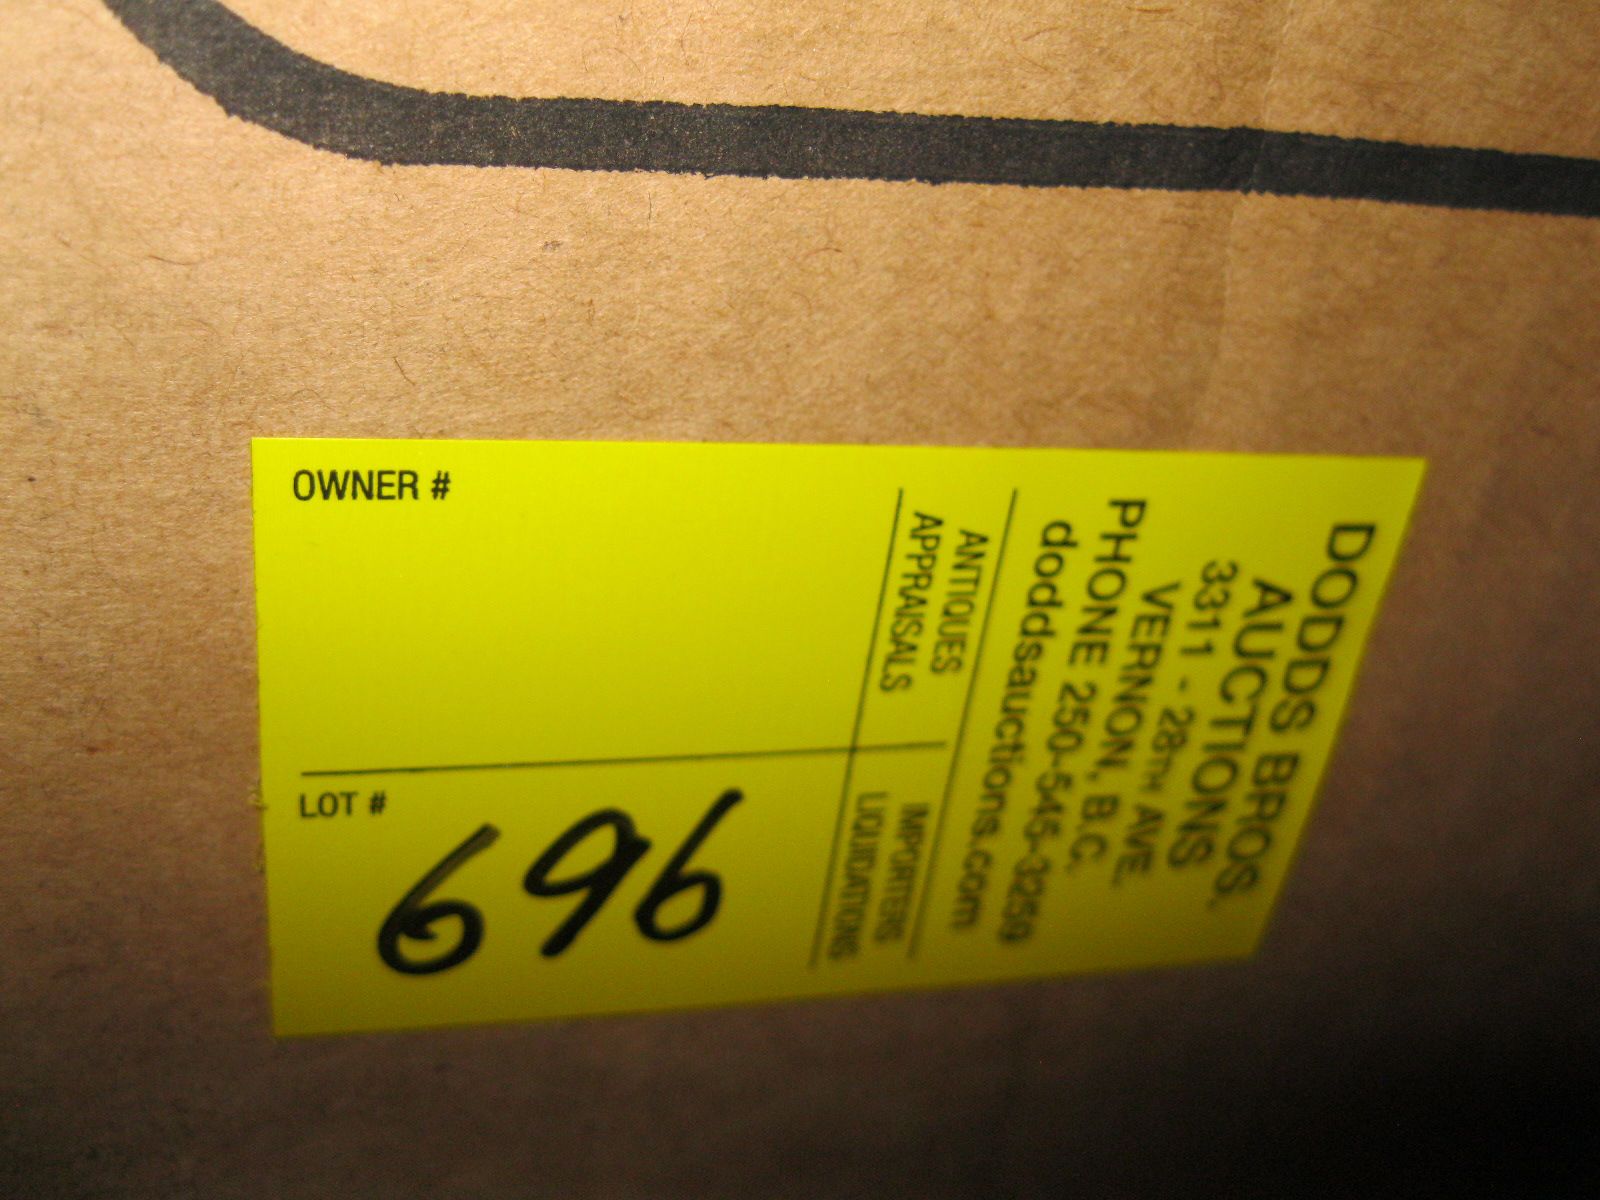 OWNER #
LOT #
696
DODDS BROS.
AUCTIONS
3311 - 28TH AVE.
VERNON, B.C.
PHONE 250-545-3259
doddsauctions.com
ANTIQUES
APPRAISALS
IMPORTERS
LIQUIDATIONS